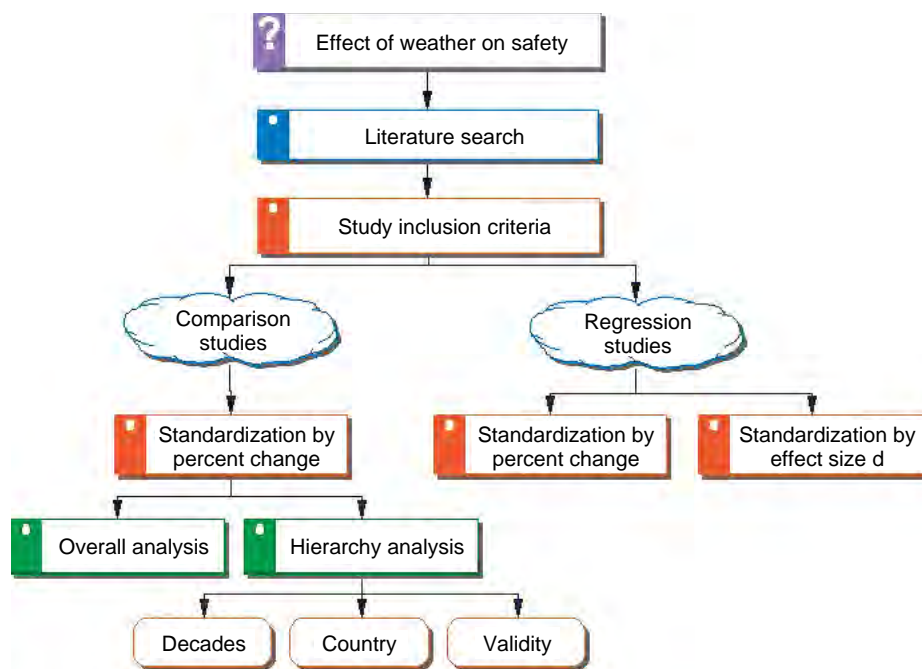 ?
Effect of weather on safety
Literature search
Study inclusion criteria
Comparison
studies
Regression
studies
Standardization by
percent change
Standardization by
percent change
Standardization by
effect size d
Overall analysis
Hierarchy analysis
Decades
Country
Validity